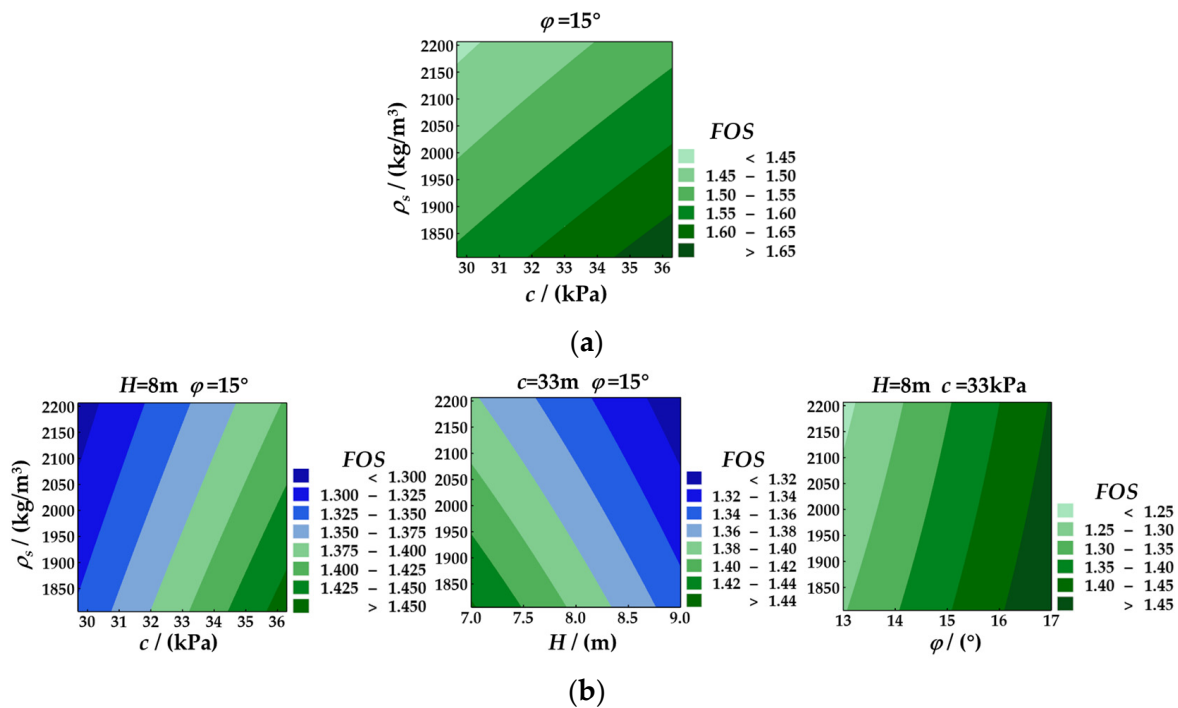 φ=15°
2200
2150
2100
2050
2000
1950
1900
1850
ρs / (kg/m³)
30 31 32 33 34 35 36
c / (kPa)
FOS
< 1.45
1.45 – 1.50
1.50 – 1.55
1.55 – 1.60
1.60 – 1.65
> 1.65
(a)
H=8m φ=15°
2200
2150
2100
2050
2000
1950
1900
1850
ρs / (kg/m³)
30 31 32 33 34 35 36
c / (kPa)
FOS
< 1.300
1.300 – 1.325
1.325 – 1.350
1.350 – 1.375
1.375 – 1.400
1.400 – 1.425
1.425 – 1.450
> 1.450
c=33m φ=15°
2200
2150
2100
2050
2000
1950
1900
1850
7.0 7.5 8.0 8.5 9.0
H / (m)
FOS
< 1.32
1.32 – 1.34
1.34 – 1.36
1.36 – 1.38
1.38 – 1.40
1.40 – 1.42
1.42 – 1.44
> 1.44
H=8m c=33kPa
2200
2150
2100
2050
2000
1950
1900
1850
13 14 15 16 17
φ / (°)
FOS
< 1.25
1.25 – 1.30
1.30 – 1.35
1.35 – 1.40
1.40 – 1.45
> 1.45
(b)